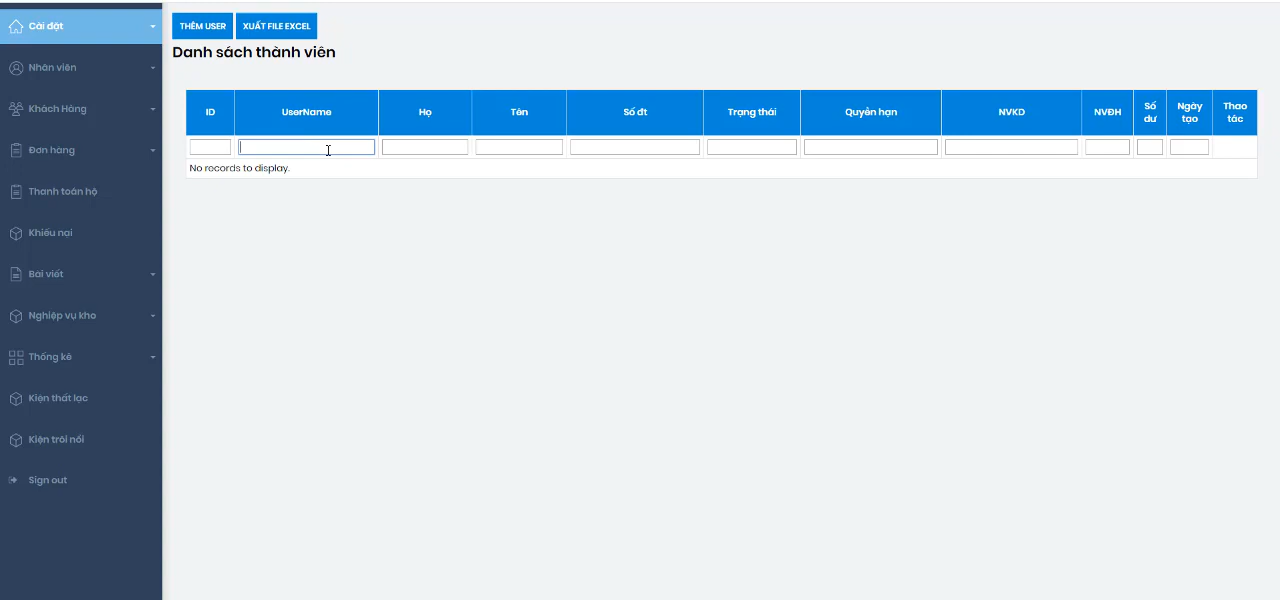 Cài đặt
Nhân viên
Khách Hàng
Đơn hàng
Thanh toán hộ
Khiếu nại
Bài viết
Nghiệp vụ kho
Thống kê
Kiện thất lạc
Kiện trôi nổi
Sign out
THÊM USER
XUẤT FILE EXCEL
Danh sách thành viên
ID UserName Họ Tên Số đt Trạng thái Quyền hạn NVKD NVĐH Số dư Ngày tạo Thao tác
No records to display.